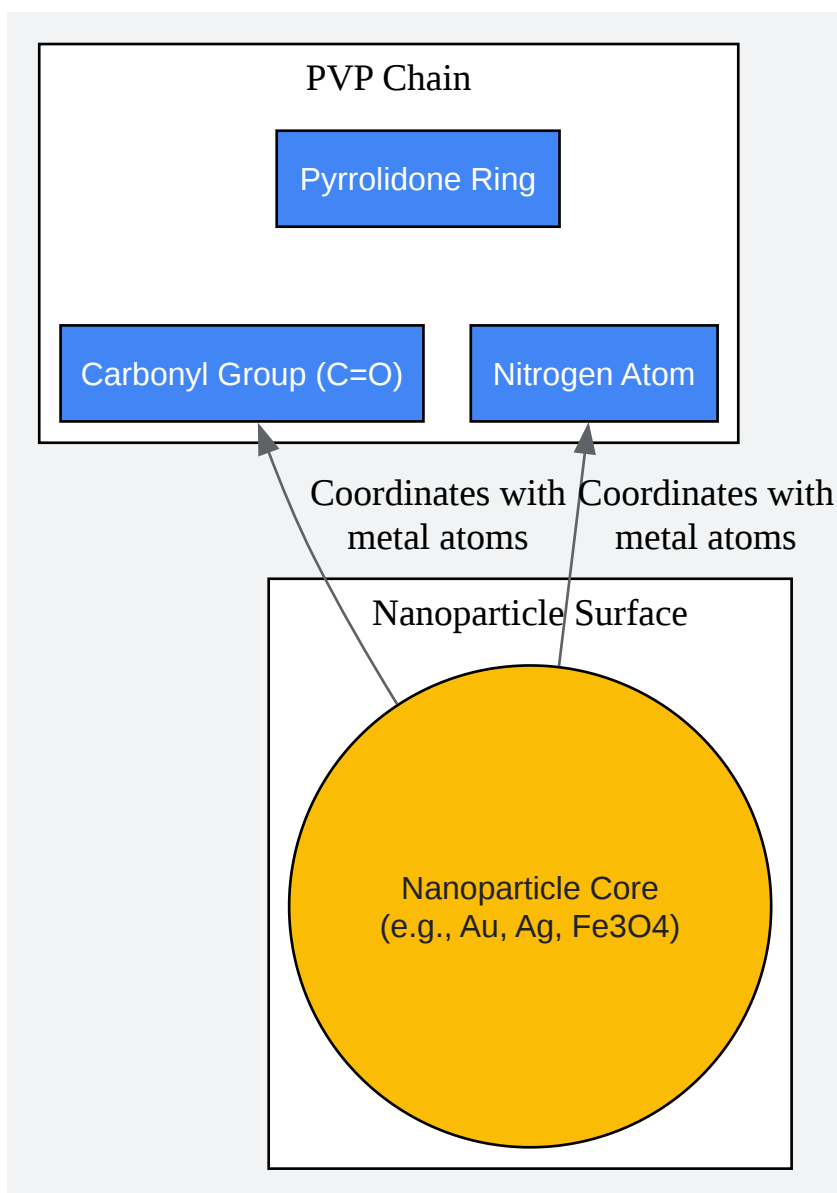 PVP Chain
Pyrrolidone Ring
Carbonyl Group (C=O)
Nitrogen Atom
Coordinates with
metal atoms
Coordinates with
metal atoms
Nanoparticle Surface
Nanoparticle Core
(e.g., Au, Ag, Fe3O4)